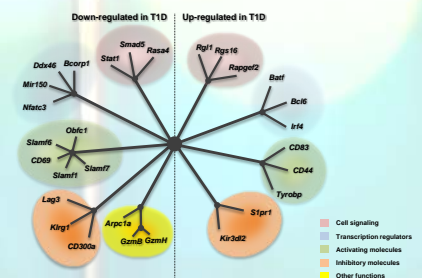 Down-regulated in T1D
Up-regulated in T1D
Smad5
Rasa4
Stat1
Rgl1
Rgs16
Rapgef2
Ddx46
Bcorp1
Mir150
Nfatc3
Batf
Bcl6
Irf4
Obfc1
Slamf6
CD69
Slamf1
Slamf7
CD83
CD44
Tyrobp
Lag3
Klrg1
CD300a
Arpc1a
GzmB
GzmH
S1pr1
Kir3dl2
Cell signaling
Transcription regulators
Activating molecules
Inhibitory molecules
Other functions